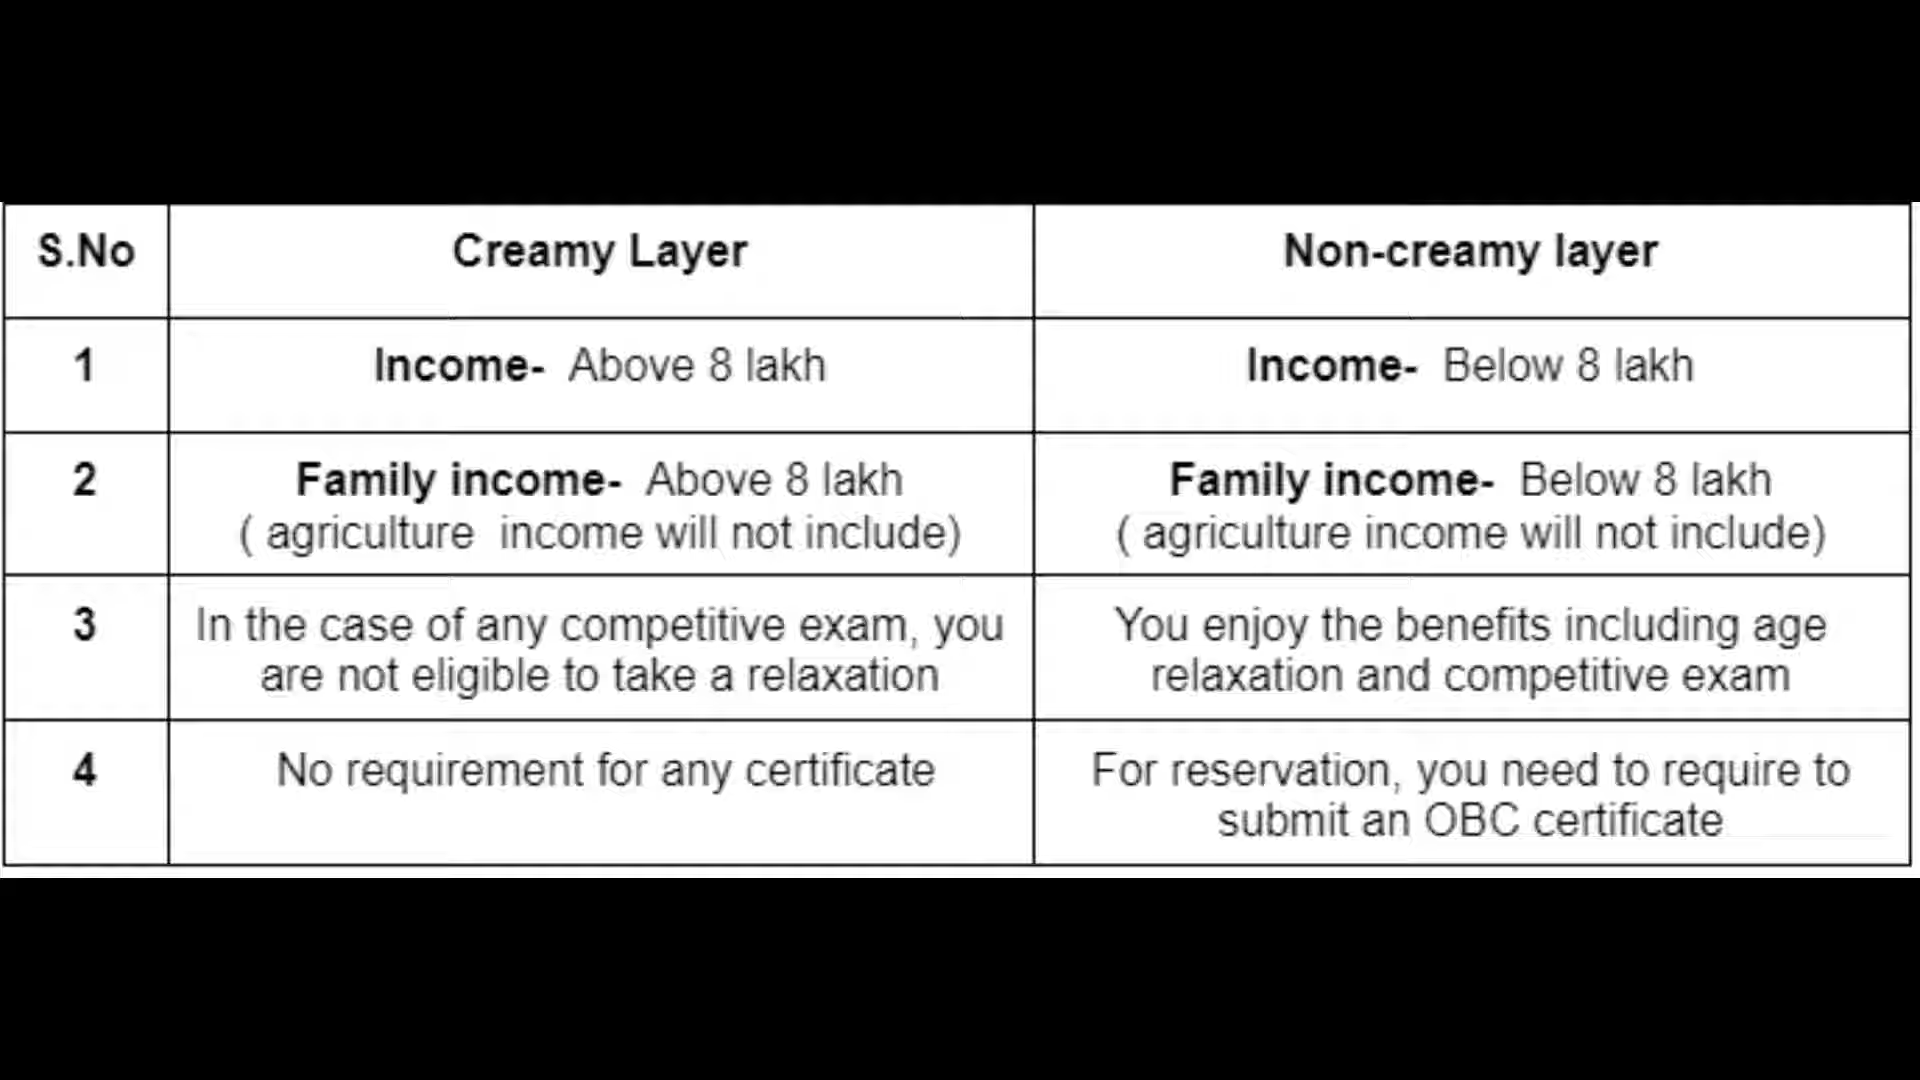 S.No Creamy Layer Non-creamy layer
1 Income- Above 8 lakh Income- Below 8 lakh
2 Family income- Above 8 lakh Family income- Below 8 lakh
( agriculture income will not include) ( agriculture income will not include)
3 In the case of any competitive exam, you You enjoy the benefits including age
are not eligible to take a relaxation relaxation and competitive exam
4 No requirement for any certificate For reservation, you need to require to
submit an OBC certificate